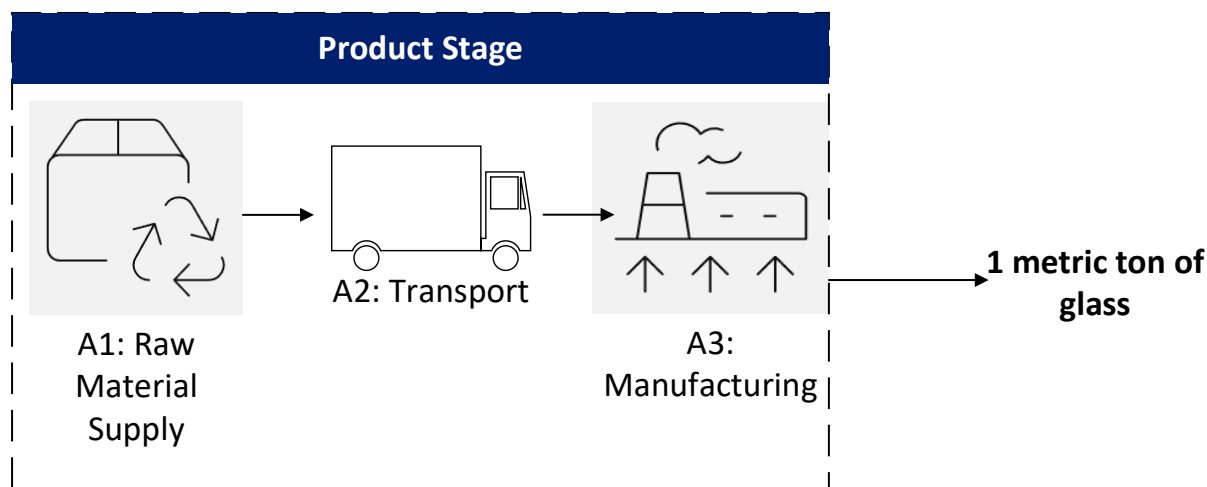 Product Stage
A2: Transport
A1: Raw
Material
Supply
A3:
Manufacturing
1 metric ton of
glass